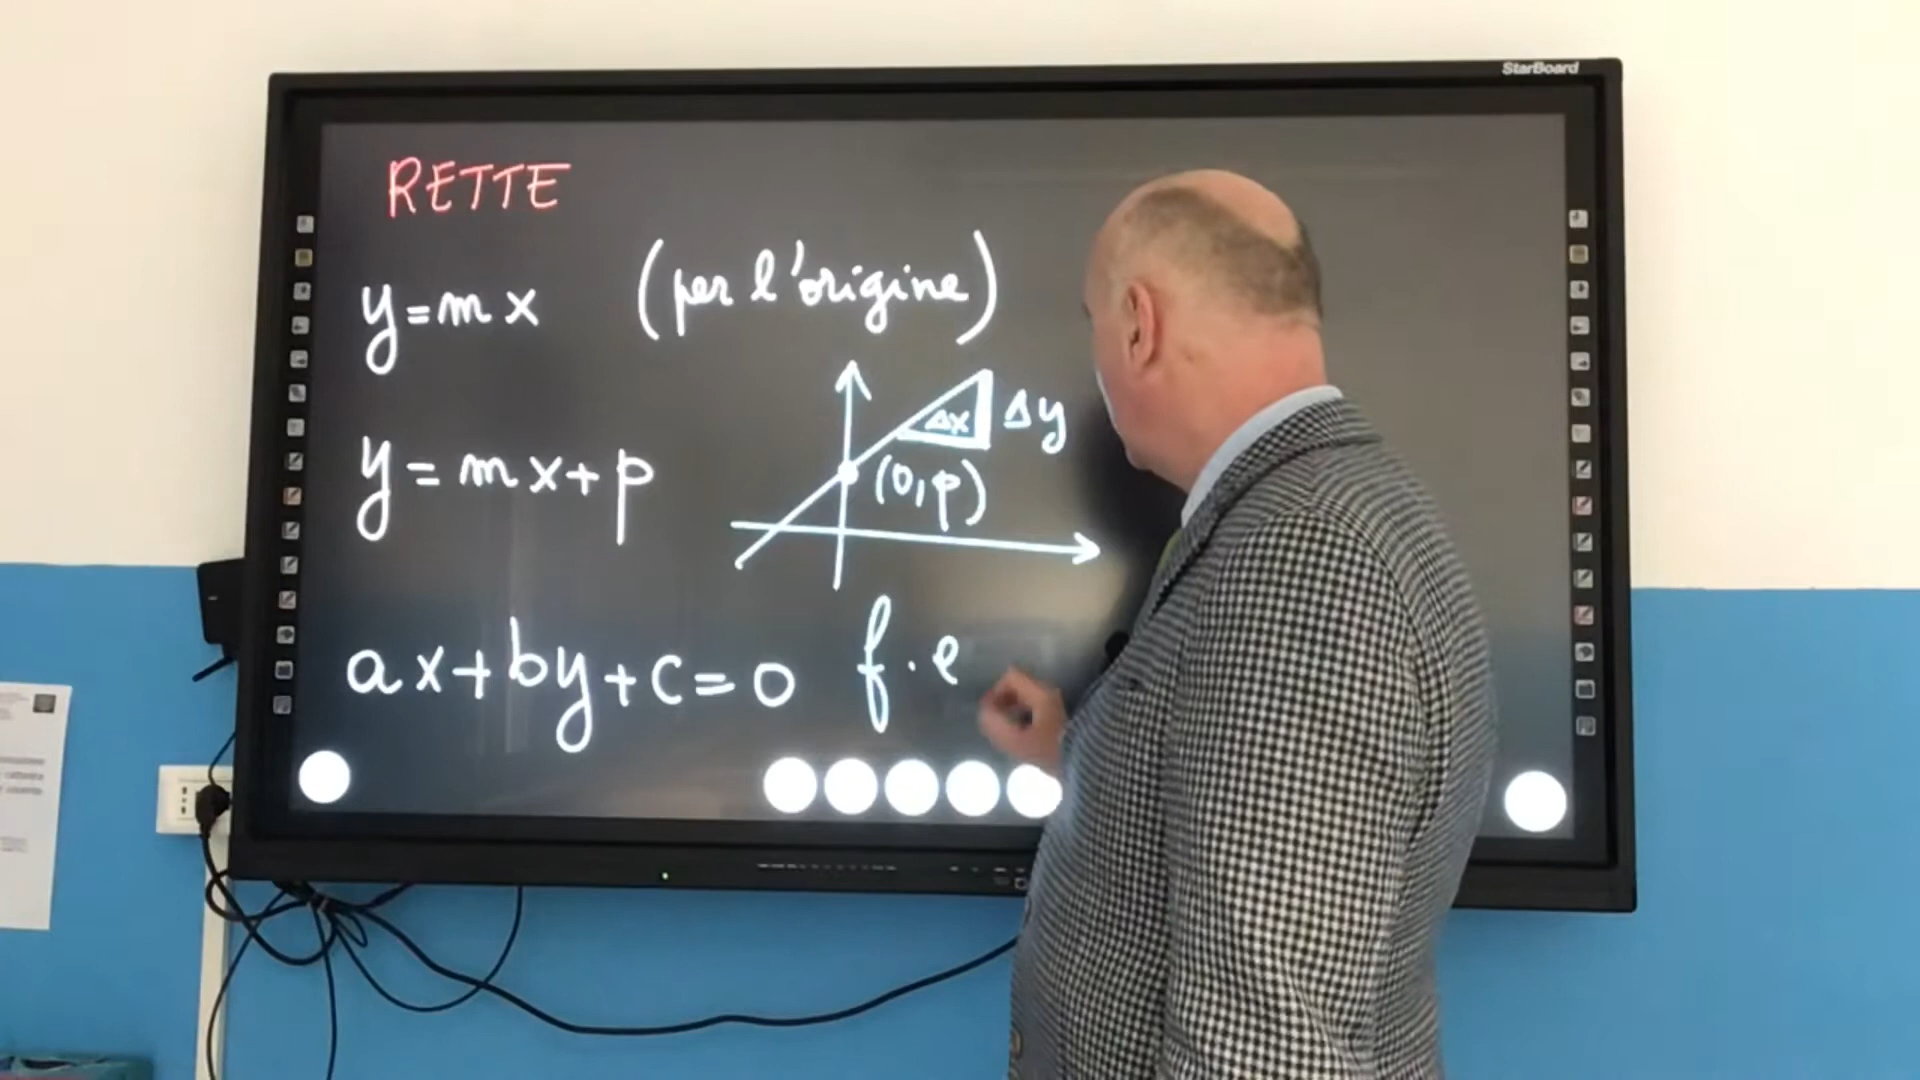 StarBoard
RETTE
y=mx (per l'origine)
Δx Δy
y=mx+p (0,p)
ax+by+c=0 f.e